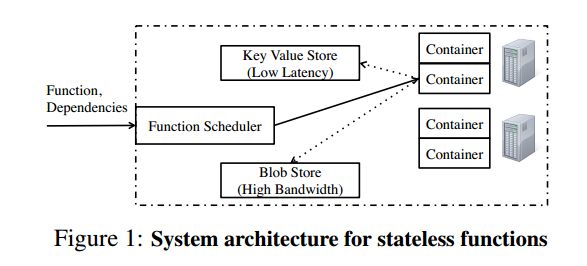 Function,
Dependencies
Function Scheduler
Key Value Store
(Low Latency)
Blob Store
(High Bandwidth)
Container
Container
Container
Container
Figure 1: System architecture for stateless functions